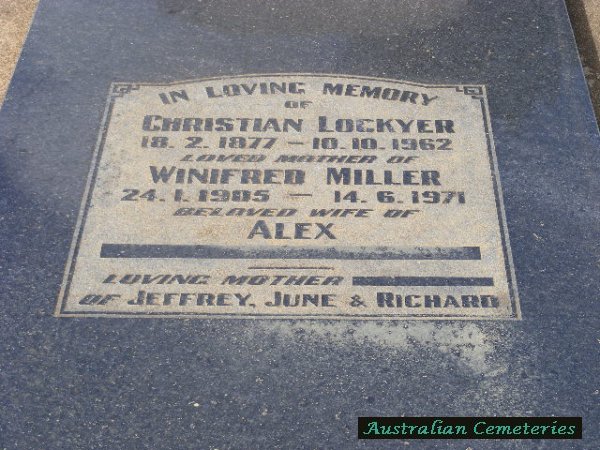 IN LOVING MEMORY
OF
CHRISTIAN LOCKYER
18. 2. 1877 – 10. 10. 1962
LOVED MOTHER OF
WINIFRED MILLER
24. 1. 1905 – 14. 6. 1971
BELOVED WIFE OF
ALEX
LOVING MOTHER
OF JEFFREY, JUNE & RICHARD
Australian Cemeteries